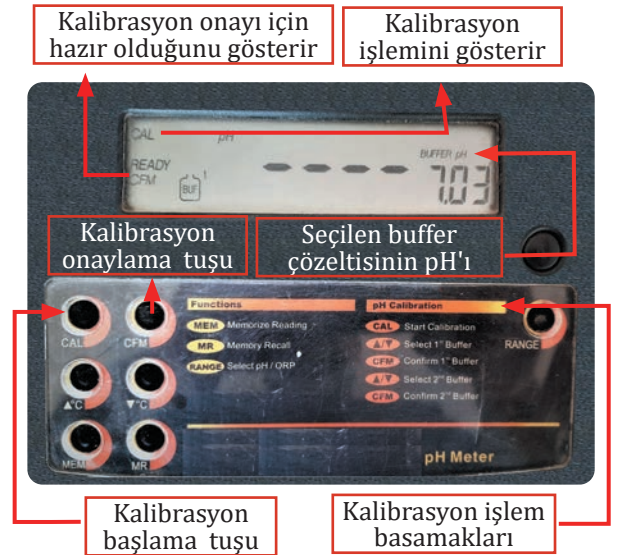 Kalibrasyon onayı için
hazır olduğunu gösterir
Kalibrasyon
işlemini gösterir
CAL
pH
READY
CFM
BUF 1
- - - -
BUFFER pH
7.03
Kalibrasyon
onaylama tuşu
Seçilen buffer
çözeltisinin pH'ı
CAL
CFM
▲°C
▼°C
MEM
MR
Functions
MEM Memorize Reading
MR Memory Recall
RANGE Select pH / ORP
pH Calibration
CAL Start Calibration
▲/▼ Select 1st Buffer
CFM Confirm 1st Buffer
▲/▼ Select 2nd Buffer
CFM Confirm 2nd Buffer
RANGE
pH Meter
Kalibrasyon
başlama tuşu
Kalibrasyon işlem
basamakları